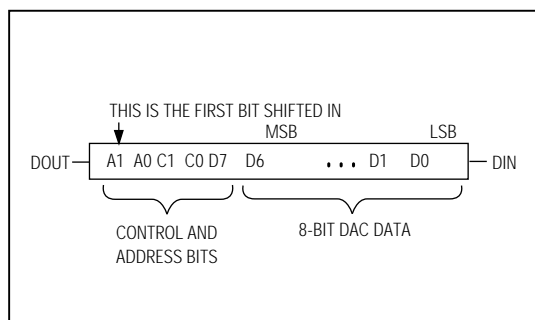 THIS IS THE FIRST BIT SHIFTED IN
MSB LSB
DOUT A1 A0 C1 C0 D7 D6 ... D1 D0 DIN
CONTROL AND
ADDRESS BITS
8-BIT DAC DATA